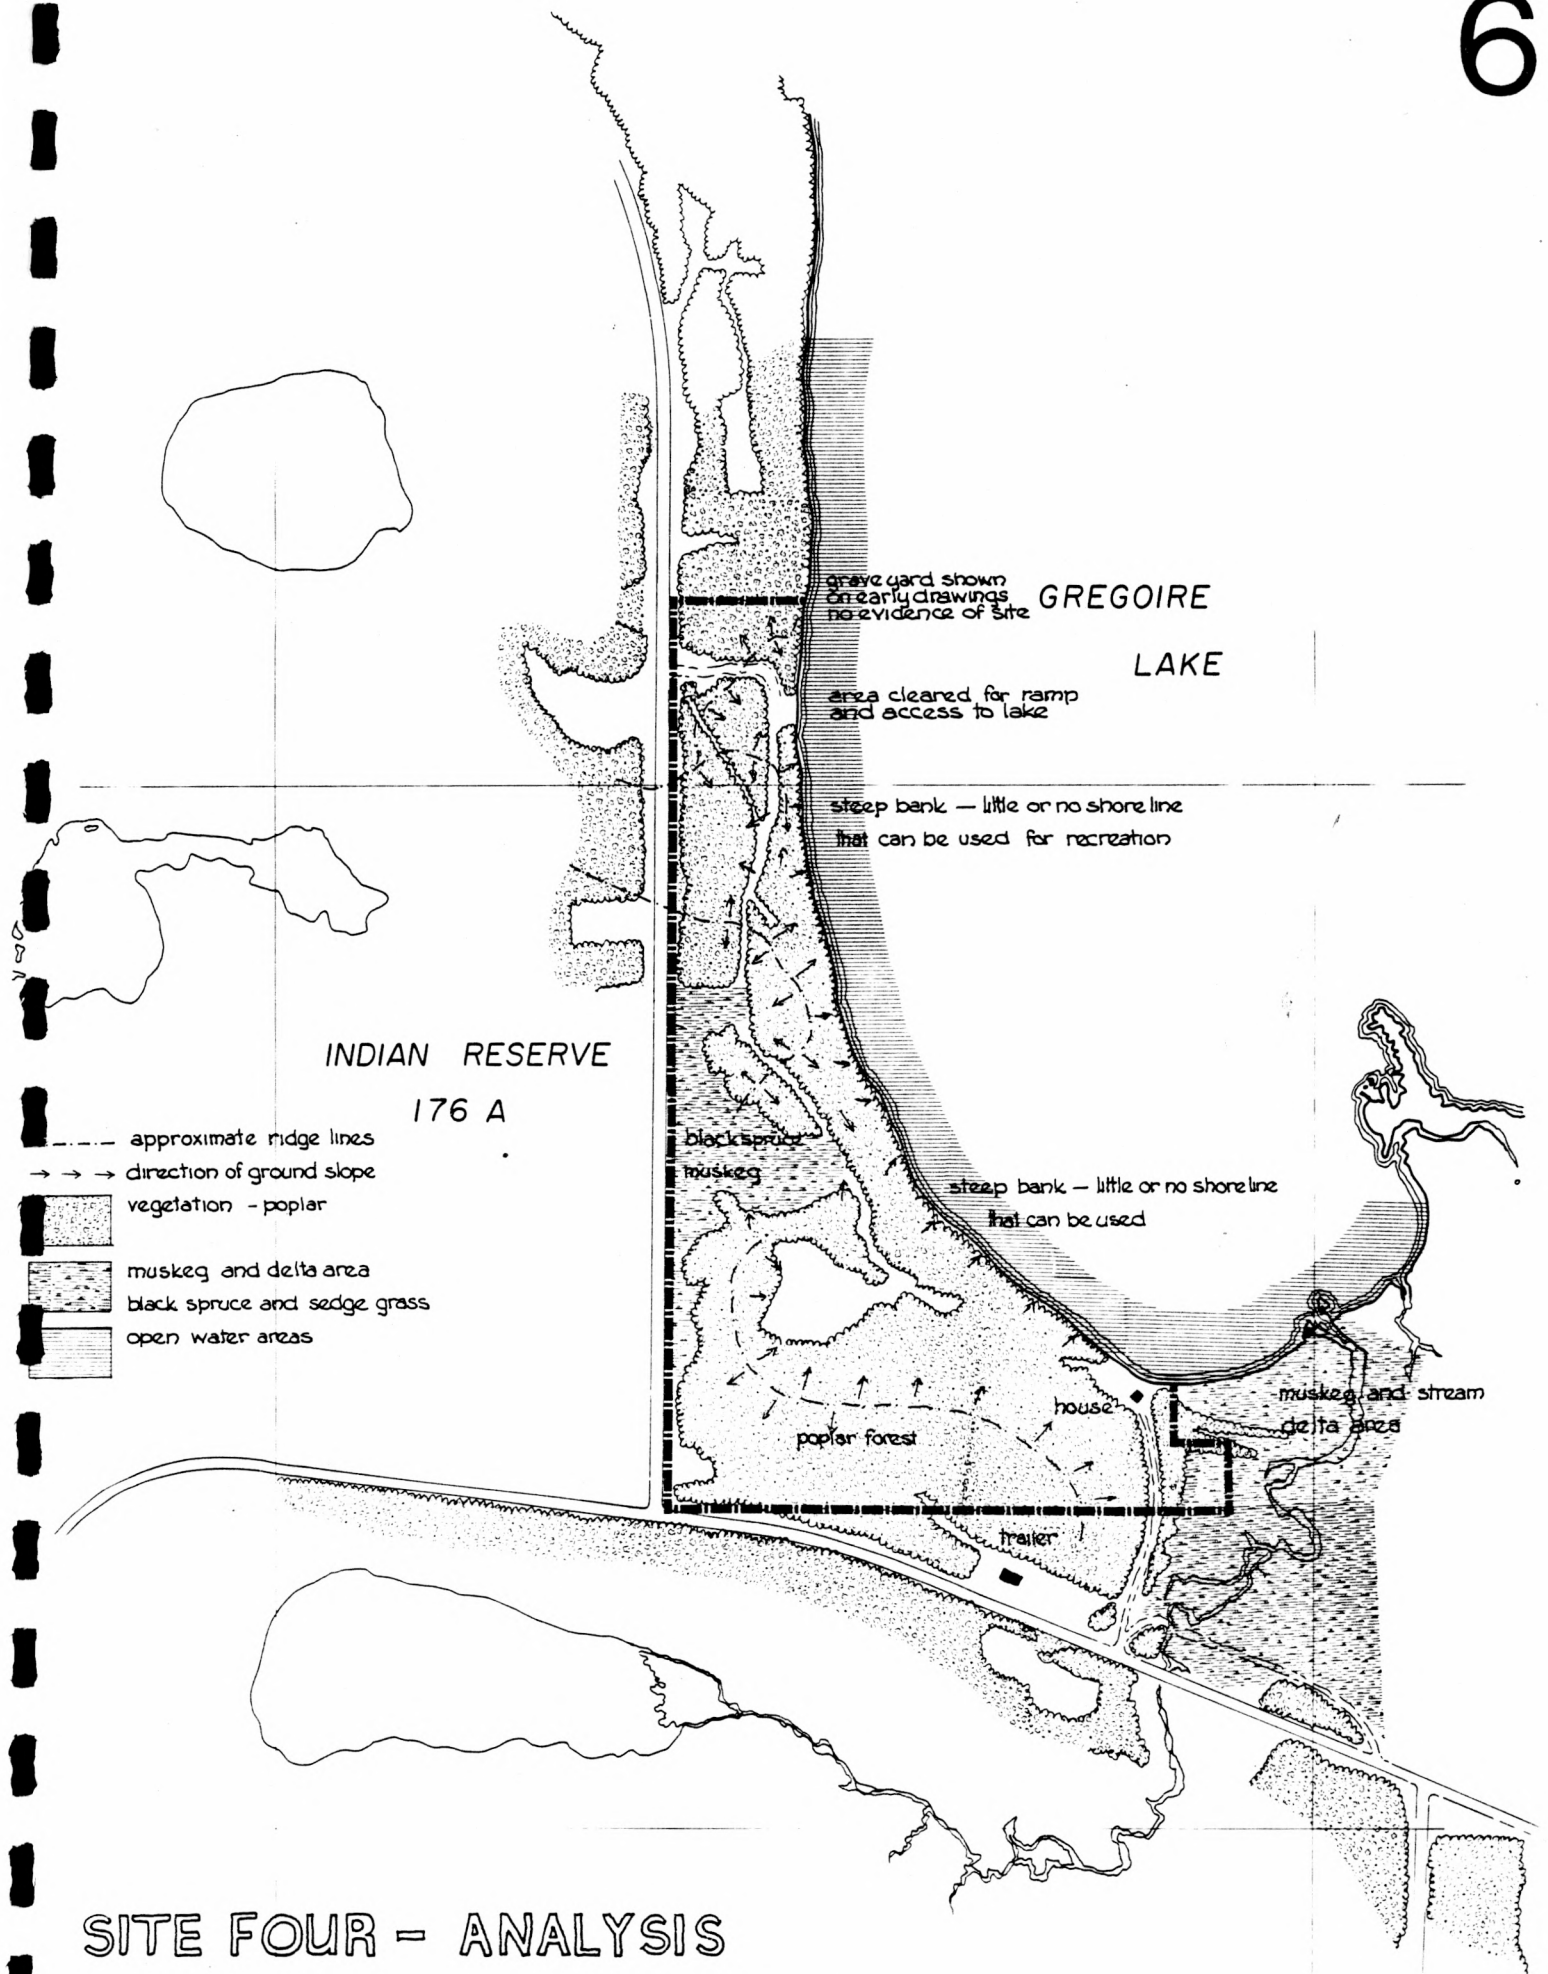 6
grave yard shown
on early drawings
no evidence of site
GREGOIRE
LAKE
area cleared for ramp
and access to lake
steep bank — little or no shore line
that can be used for recreation
INDIAN RESERVE
176 A
approximate ridge lines
direction of ground slope
vegetation - poplar
muskeg and delta area
black spruce and sedge grass
open water areas
black spruce
muskeg
steep bank — little or no shore line
that can be used
house
muskeg and stream
delta area
poplar forest
trailer
SITE FOUR - ANALYSIS